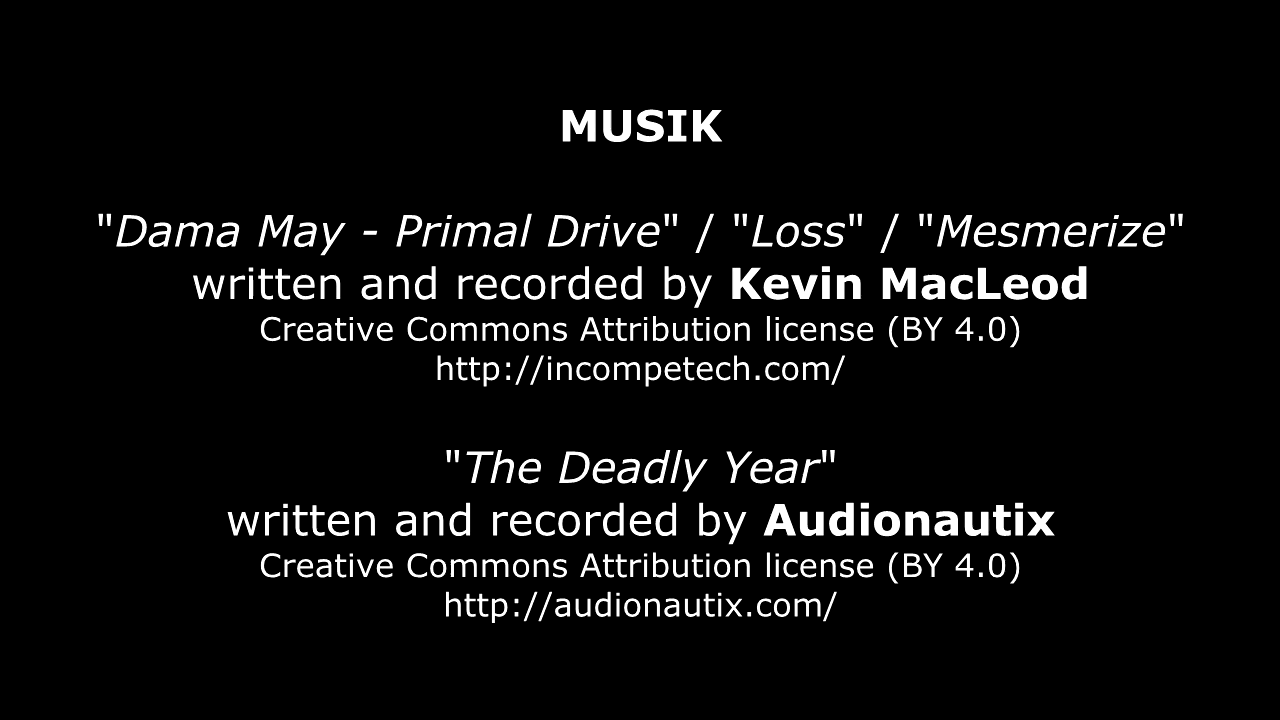 MUSIK
"Dama May - Primal Drive" / "Loss" / "Mesmerize"
written and recorded by Kevin MacLeod
Creative Commons Attribution license (BY 4.0)
http://incompetech.com/
"The Deadly Year"
written and recorded by Audionautix
Creative Commons Attribution license (BY 4.0)
http://audionautix.com/